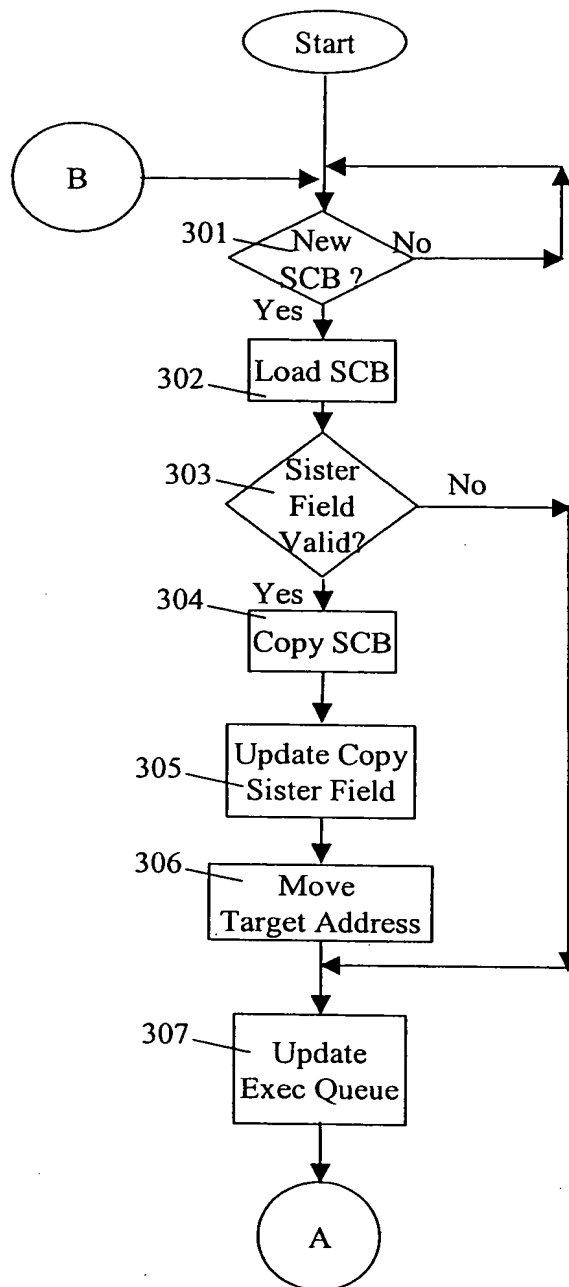 Start
B
301
New
SCB ?
No
Yes
302
Load SCB
303
Sister
Field
Valid?
No
Yes
304
Copy SCB
305
Update Copy
Sister Field
306
Move
Target Address
307
Update
Exec Queue
A